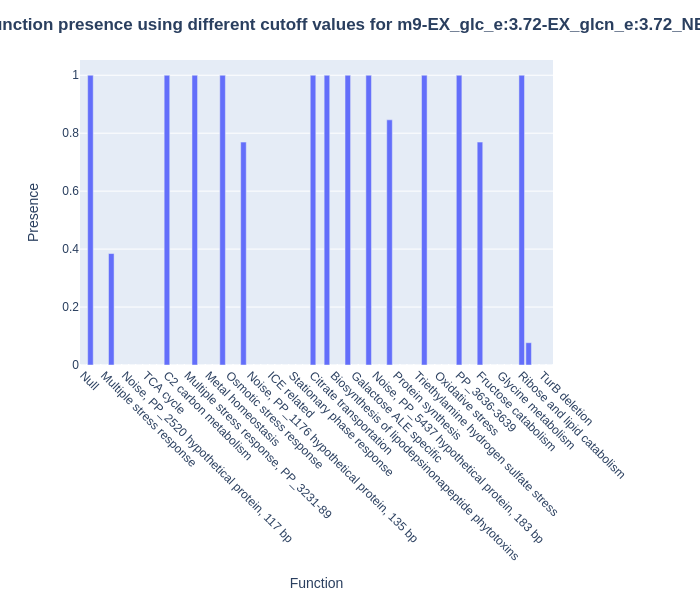 nction presence using different cutoff values for m9-EX_glc_e:3.72-EX_glcn_e:3.72_NE
Presence
1
0.8
0.6
0.4
0.2
0
Null
Multiple stress response
Noise, PP_2520 hypothetical protein, 117 bp
TCA cycle
C2 carbon metabolism
Multiple stress response, PP_3231-89
Metal homeostasis
Osmotic stress response
Noise, PP_1176 hypothetical protein, 135 bp
ICE related
Stationary phase response
Citrate transportation
Biosynthesis of lipodepsinonapeptide phytotoxins
Galactose ALE specific
Noise, PP_5437 hypothetical protein, 183 bp
Protein synthesis
Triethylamine hydrogen sulfate stress
Oxidative stress
PP_3636-3639
Fructose catabolism
Glycine metabolism
Ribose and lipid catabolism
TurB deletion
Function